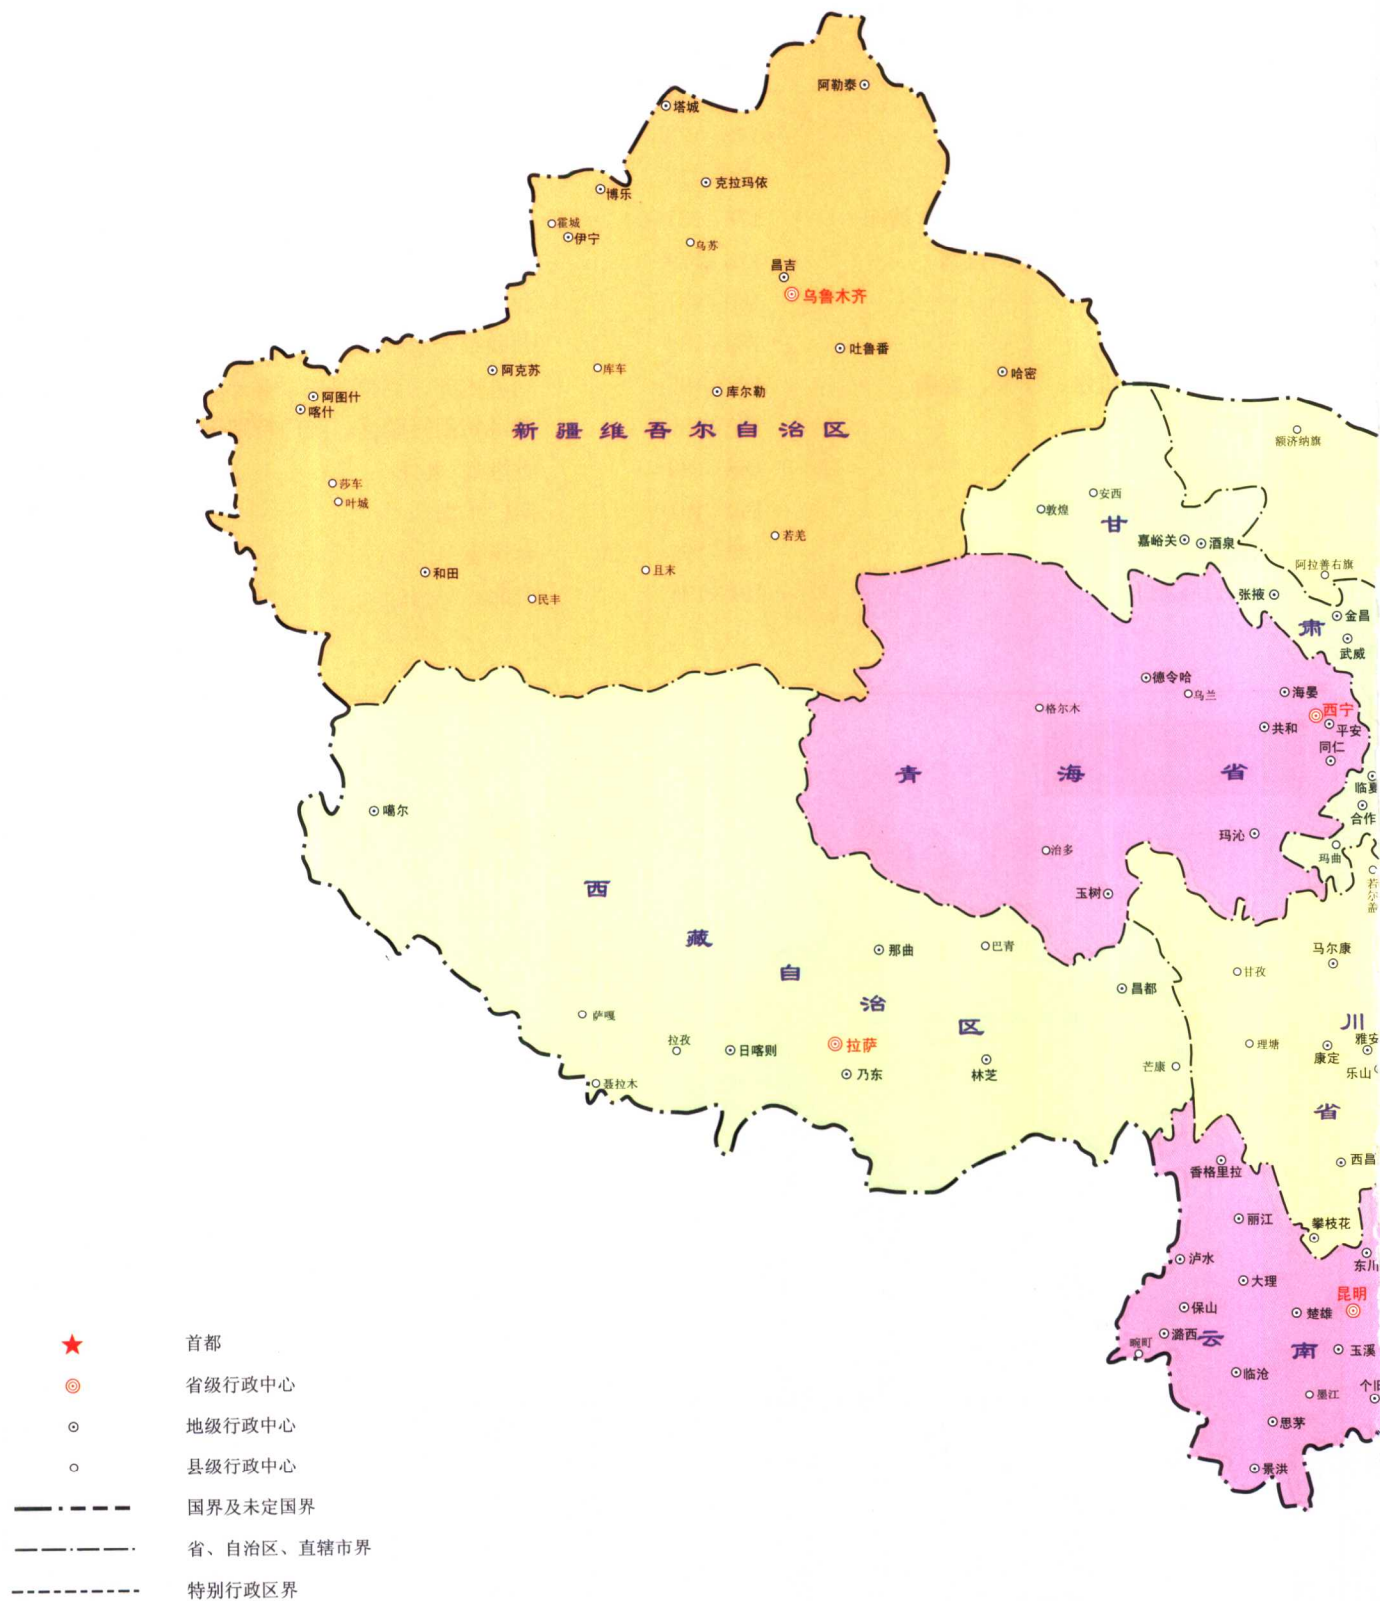 阿勒泰
塔城
克拉玛依
博乐
霍城
伊宁
乌苏
昌吉
乌鲁木齐
吐鲁番
阿克苏
库车
哈密
库尔勒
阿图什
喀什
新疆维吾尔自治区
额济纳旗
莎车
叶城
安西
敦煌
甘
若羌
嘉峪关
酒泉
和田
且末
阿拉善右旗
民丰
张掖
金昌
肃
武威
德令哈
乌兰
海晏
格尔木
西宁
共和
平安
同仁
青海省
临夏
噶尔
合作
玛沁
治多
玛曲
西藏自治区
玉树
若尔盖
那曲
巴青
马尔康
甘孜
昌都
萨嘎
川
拉孜
日喀则
拉萨
理塘
康定
雅安
乃东
林芝
芒康
乐山
聂拉木
省
西昌
香格里拉
丽江
攀枝花
泸水
东川
大理
昆明
保山
楚雄
潞西
云南
畹町
玉溪
临沧
墨江
个旧
思茅
景洪
首都
省级行政中心
地级行政中心
县级行政中心
国界及未定国界
省、自治区、直辖市界
特别行政区界